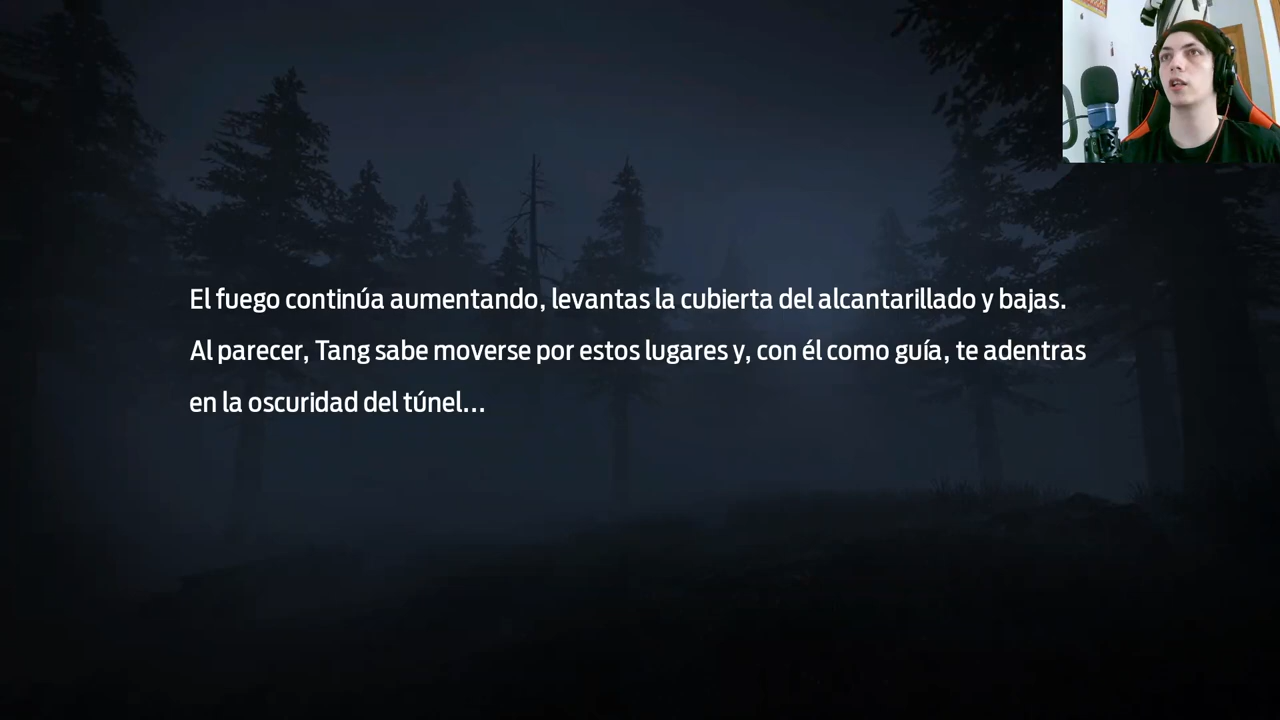 El fuego continúa aumentando, levantas la cubierta del alcantarillado y bajas.
Al parecer, Tang sabe moverse por estos lugares y, con él como guía, te adentras
en la oscuridad del túnel...